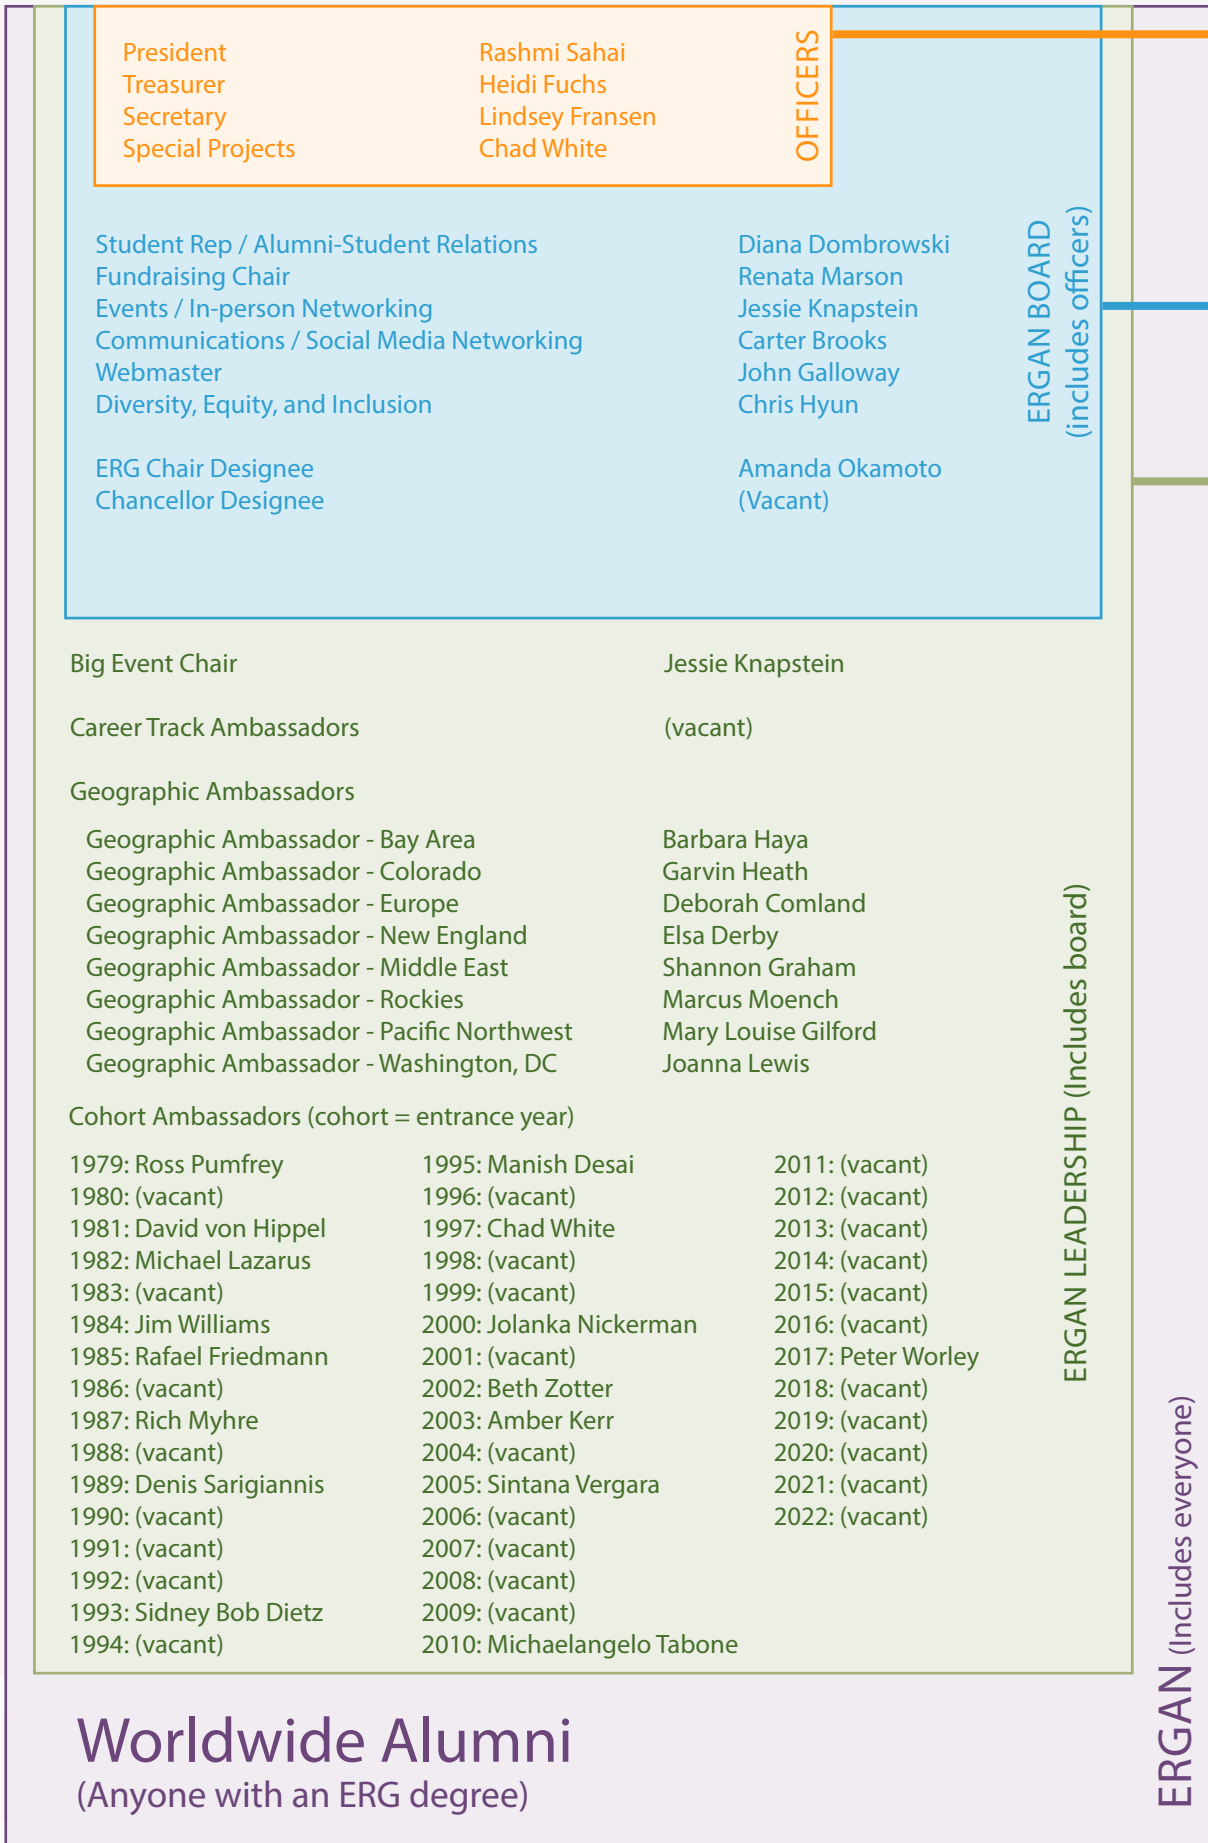 President Rashmi Sahai
Treasurer Heidi Fuchs
Secretary Lindsey Fransen
Special Projects Chad White
OFFICERS
Student Rep / Alumni-Student Relations Diana Dombrowski
Fundraising Chair Renata Marson
Events / In-person Networking Jessie Knapstein
Communications / Social Media Networking Carter Brooks
Webmaster John Galloway
Diversity, Equity, and Inclusion Chris Hyun
ERG Chair Designee Amanda Okamoto
Chancellor Designee (Vacant)
ERGAN BOARD
(includes officers)
Big Event Chair Jessie Knapstein
Career Track Ambassadors (vacant)
Geographic Ambassadors
Geographic Ambassador - Bay Area Barbara Haya
Geographic Ambassador - Colorado Garvin Heath
Geographic Ambassador - Europe Deborah Comland
Geographic Ambassador - New England Elsa Derby
Geographic Ambassador - Middle East Shannon Graham
Geographic Ambassador - Rockies Marcus Moench
Geographic Ambassador - Pacific Northwest Mary Louise Gilford
Geographic Ambassador - Washington, DC Joanna Lewis
Cohort Ambassadors (cohort = entrance year)
1979: Ross Pumfrey
1980: (vacant)
1981: David von Hippel
1982: Michael Lazarus
1983: (vacant)
1984: Jim Williams
1985: Rafael Friedmann
1986: (vacant)
1987: Rich Myhre
1988: (vacant)
1989: Denis Sarigiannis
1990: (vacant)
1991: (vacant)
1992: (vacant)
1993: Sidney Bob Dietz
1994: (vacant)
1995: Manish Desai
1996: (vacant)
1997: Chad White
1998: (vacant)
1999: (vacant)
2000: Jolanka Nickerman
2001: (vacant)
2002: Beth Zotter
2003: Amber Kerr
2004: (vacant)
2005: Sintana Vergara
2006: (vacant)
2007: (vacant)
2008: (vacant)
2009: (vacant)
2010: Michaelangelo Tabone
2011: (vacant)
2012: (vacant)
2013: (vacant)
2014: (vacant)
2015: (vacant)
2016: (vacant)
2017: Peter Worley
2018: (vacant)
2019: (vacant)
2020: (vacant)
2021: (vacant)
2022: (vacant)
ERGAN LEADERSHIP (Includes board)
Worldwide Alumni
(Anyone with an ERG degree)
ERGAN (Includes everyone)